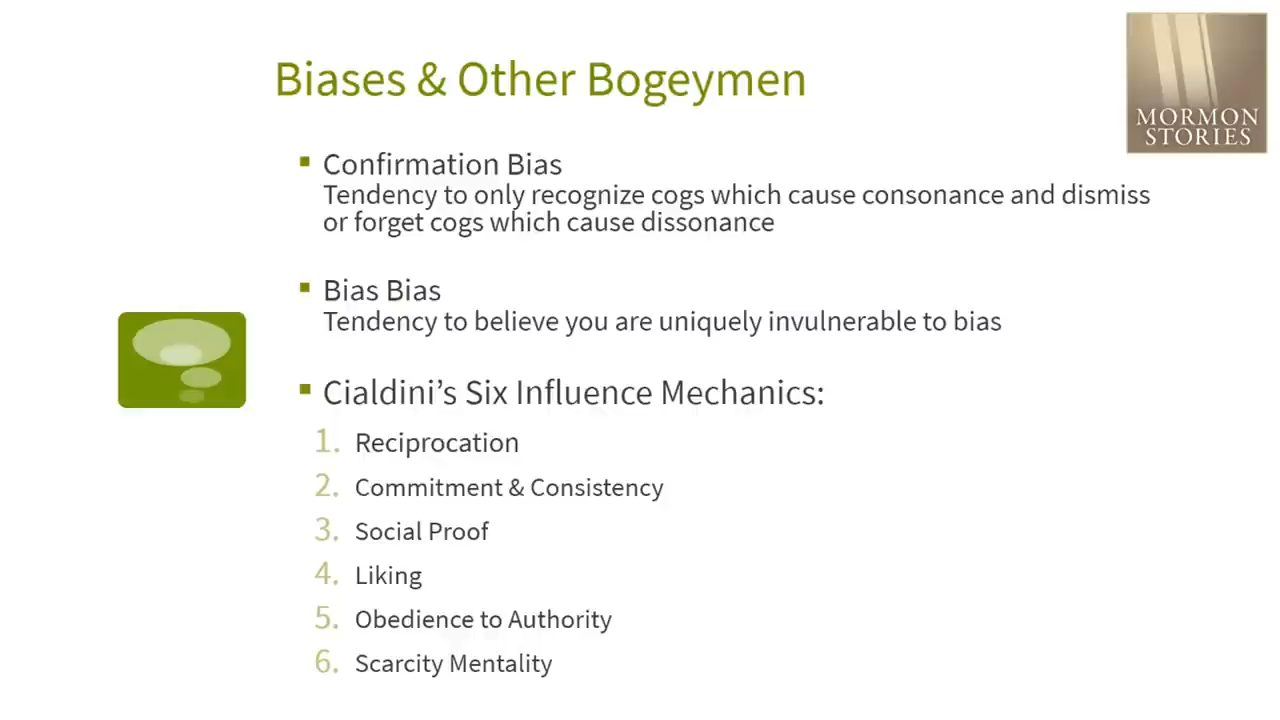 Biases & Other Bogeymen
MORMON
STORIES
▪ Confirmation Bias
Tendency to only recognize cogs which cause consonance and dismiss
or forget cogs which cause dissonance
▪ Bias Bias
Tendency to believe you are uniquely invulnerable to bias
▪ Cialdini’s Six Influence Mechanics:
1. Reciprocation
2. Commitment & Consistency
3. Social Proof
4. Liking
5. Obedience to Authority
6. Scarcity Mentality